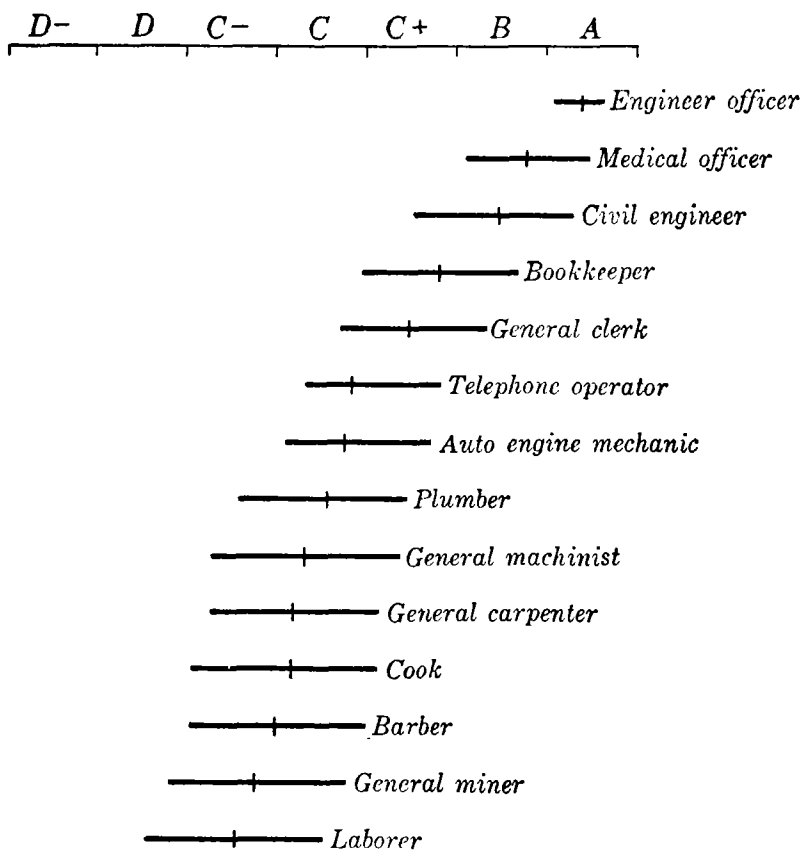 D− D C− C C+ B A
Engineer officer
Medical officer
Civil engineer
Bookkeeper
General clerk
Telephone operator
Auto engine mechanic
Plumber
General machinist
General carpenter
Cook
Barber
General miner
Laborer